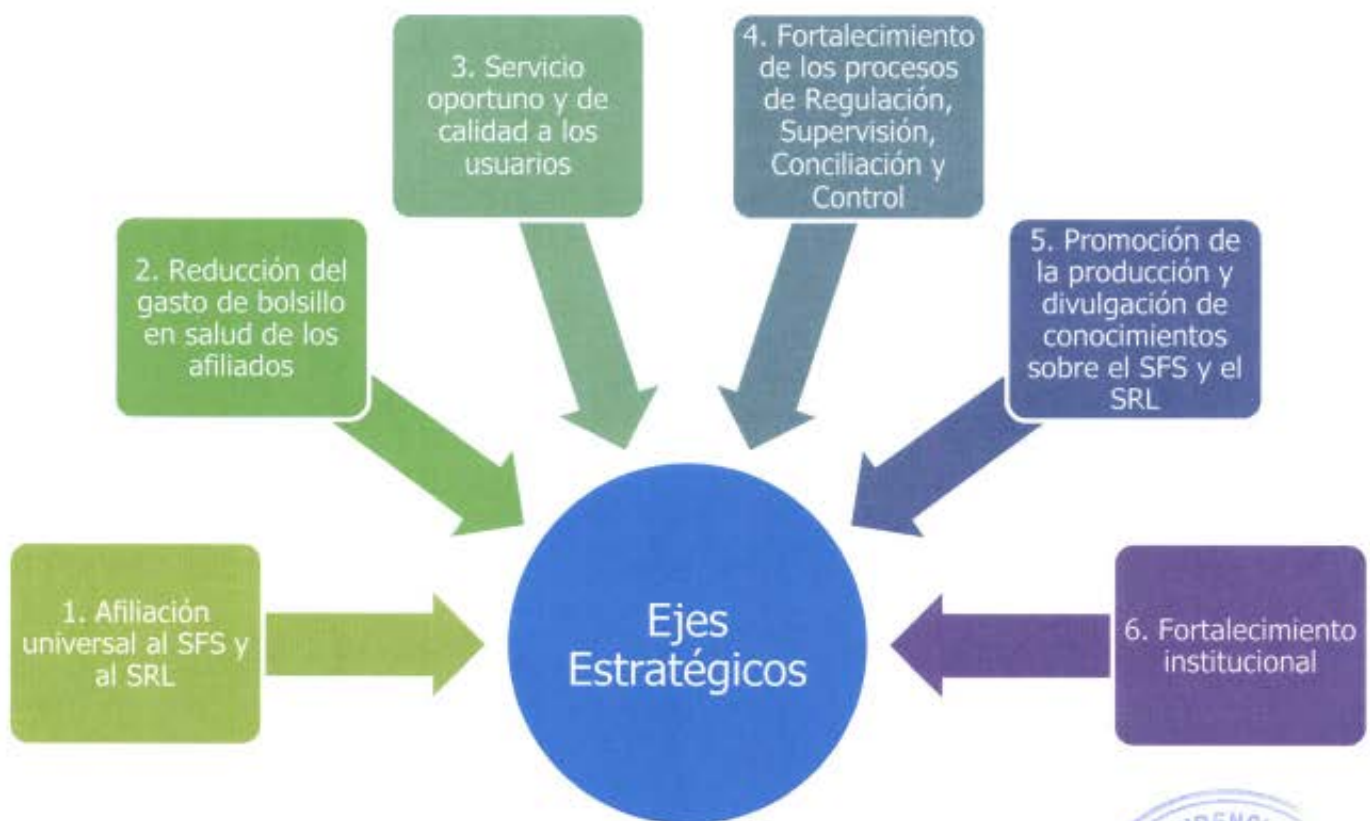 4. Fortalecimiento
de los procesos
de Regulación,
Supervisión,
Conciliación y
Control
3. Servicio
oportuno y de
calidad a los
usuarios
2. Reducción del
gasto de bolsillo
en salud de los
afiliados
5. Promoción de
la producción y
divulgación de
conocimientos
sobre el SFS y el
SRL
1. Afiliación
universal al SFS y
al SRL
Ejes
Estratégicos
6. Fortalecimiento
institucional